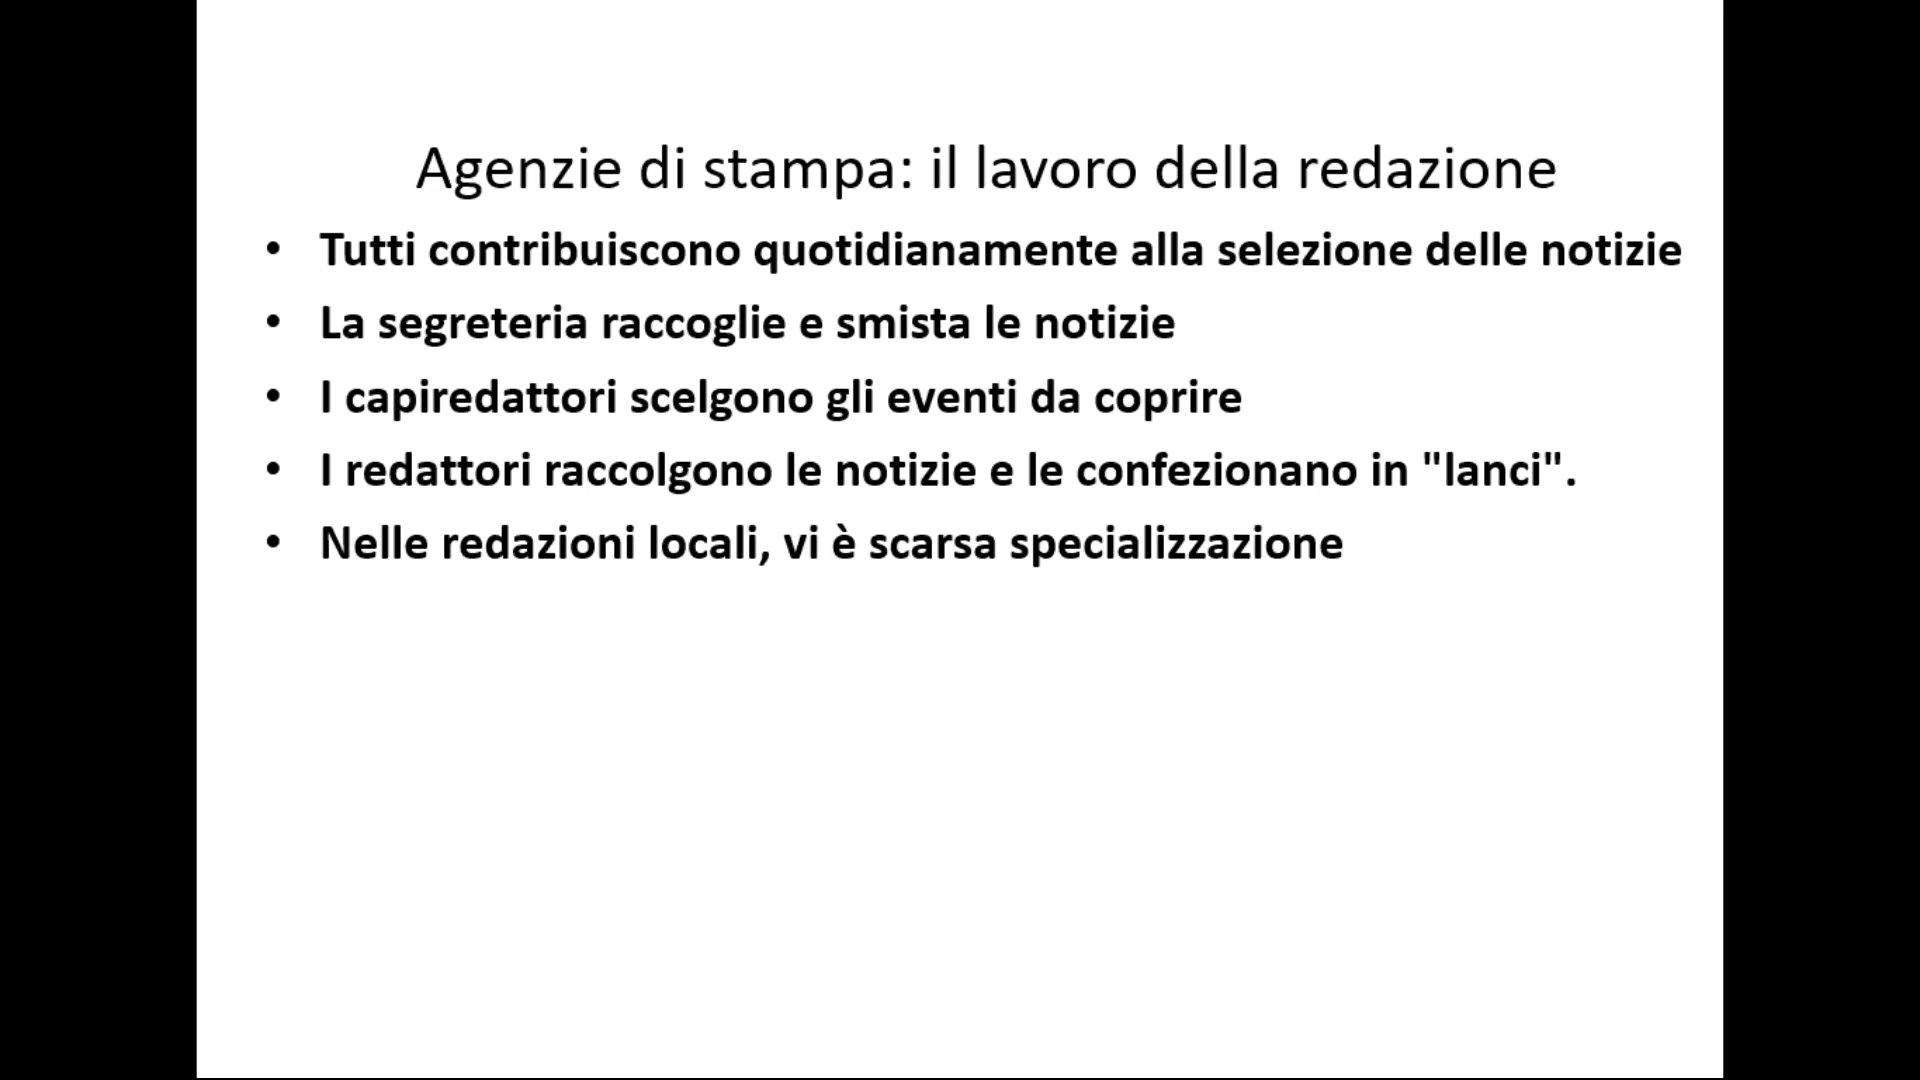 Agenzie di stampa: il lavoro della redazione
• Tutti contribuiscono quotidianamente alla selezione delle notizie
• La segreteria raccoglie e smista le notizie
• I capiredattori scelgono gli eventi da coprire
• I redattori raccolgono le notizie e le confezionano in "lanci".
• Nelle redazioni locali, vi è scarsa specializzazione